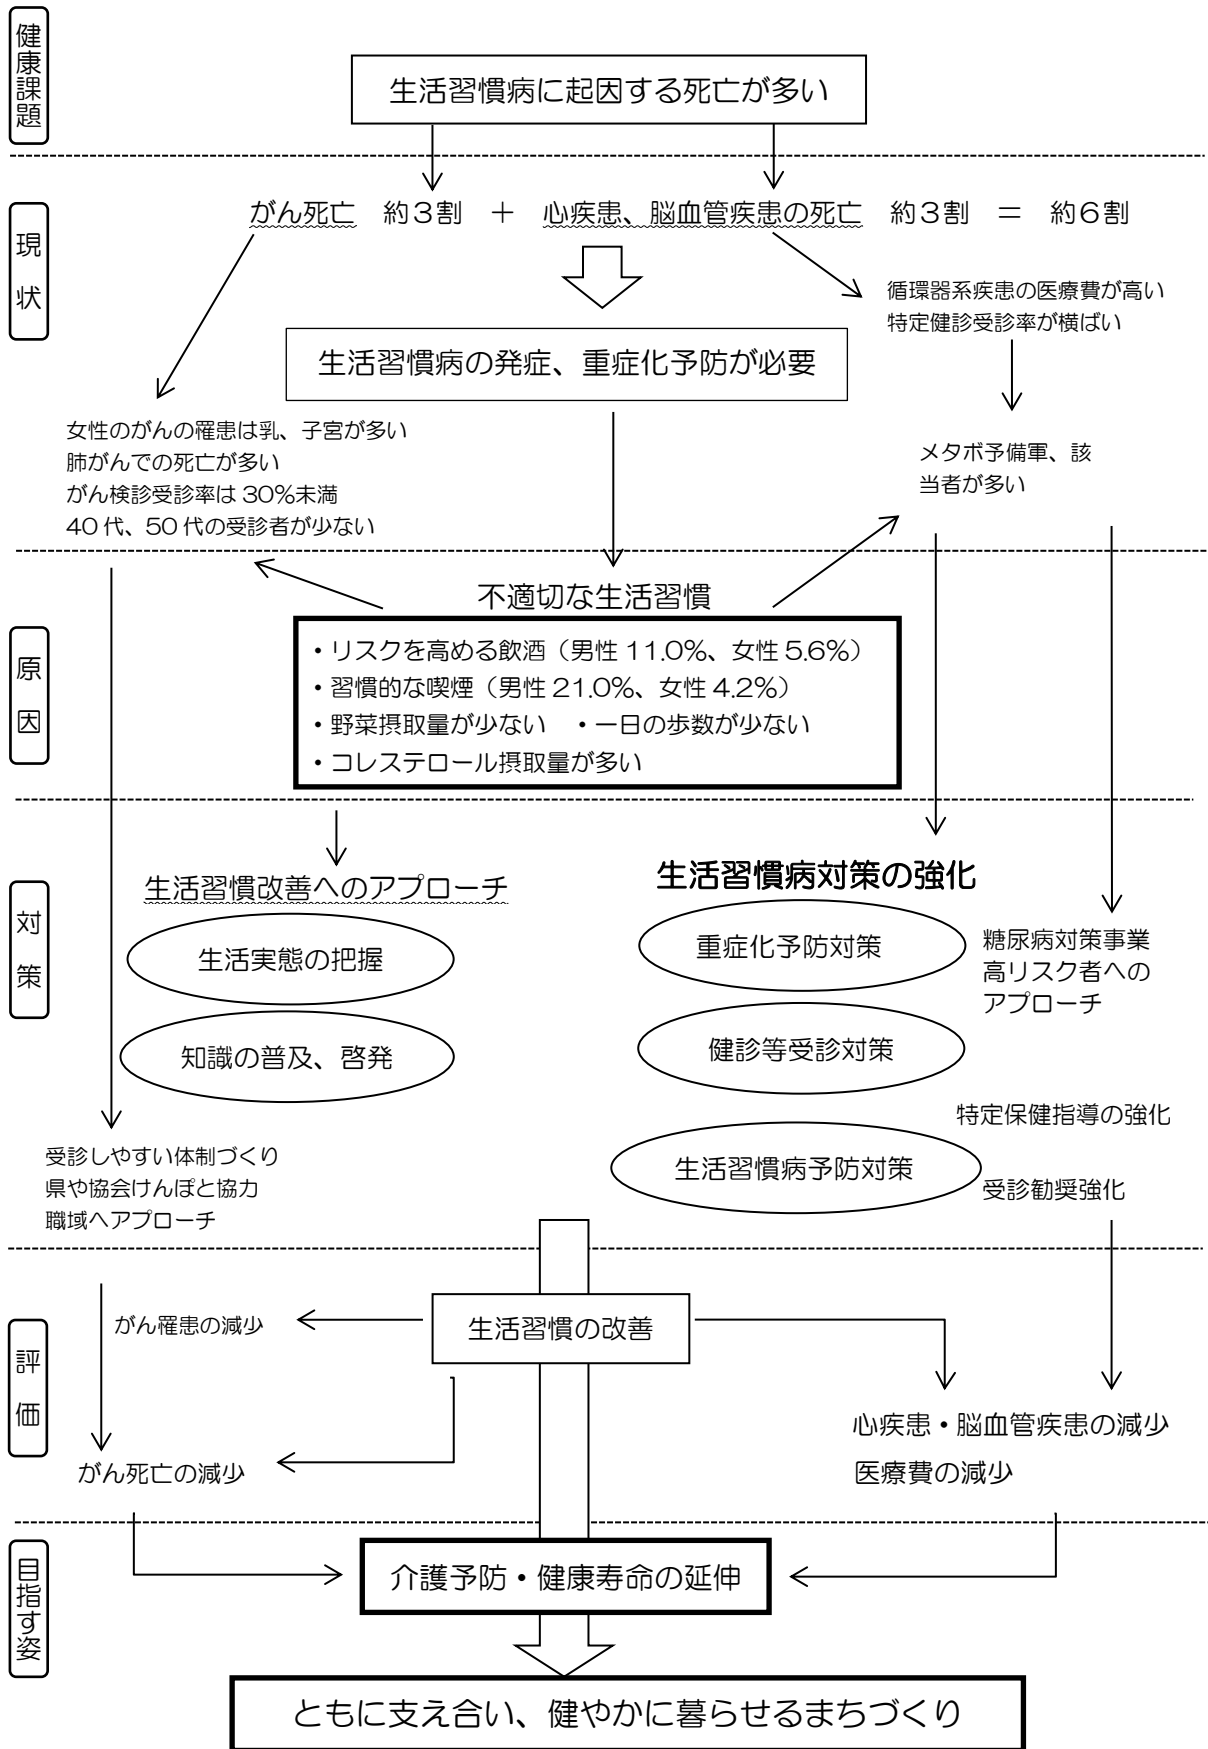 健康課題
生活習慣病に起因する死亡が多い
現状
がん死亡 約3割 + 心疾患、脳血管疾患の死亡 約3割 = 約6割
循環器系疾患の医療費が高い
特定健診受診率が横ばい
生活習慣病の発症、重症化予防が必要
女性のがんの罹患は乳、子宮が多い
肺がんでの死亡が多い
がん検診受診率は30%未満
40代、50代の受診者が少ない
メタボ予備軍、該
当者が多い
原因
不適切な生活習慣
・リスクを高める飲酒(男性11.0%、女性5.6%)
・習慣的な喫煙(男性21.0%、女性4.2%)
・野菜摂取量が少ない ・一日の歩数が少ない
・コレステロール摂取量が多い
対策
生活習慣改善へのアプローチ
生活実態の把握
知識の普及、啓発
受診しやすい体制づくり
県や協会けんぽと協力
職域へアプローチ
生活習慣病対策の強化
重症化予防対策
糖尿病対策事業
高リスク者への
アプローチ
健診等受診対策
特定保健指導の強化
生活習慣病予防対策
受診勧奨強化
評価
がん罹患の減少
生活習慣の改善
がん死亡の減少
心疾患・脳血管疾患の減少
医療費の減少
目指す姿
介護予防・健康寿命の延伸
ともに支え合い、健やかに暮らせるまちづくり